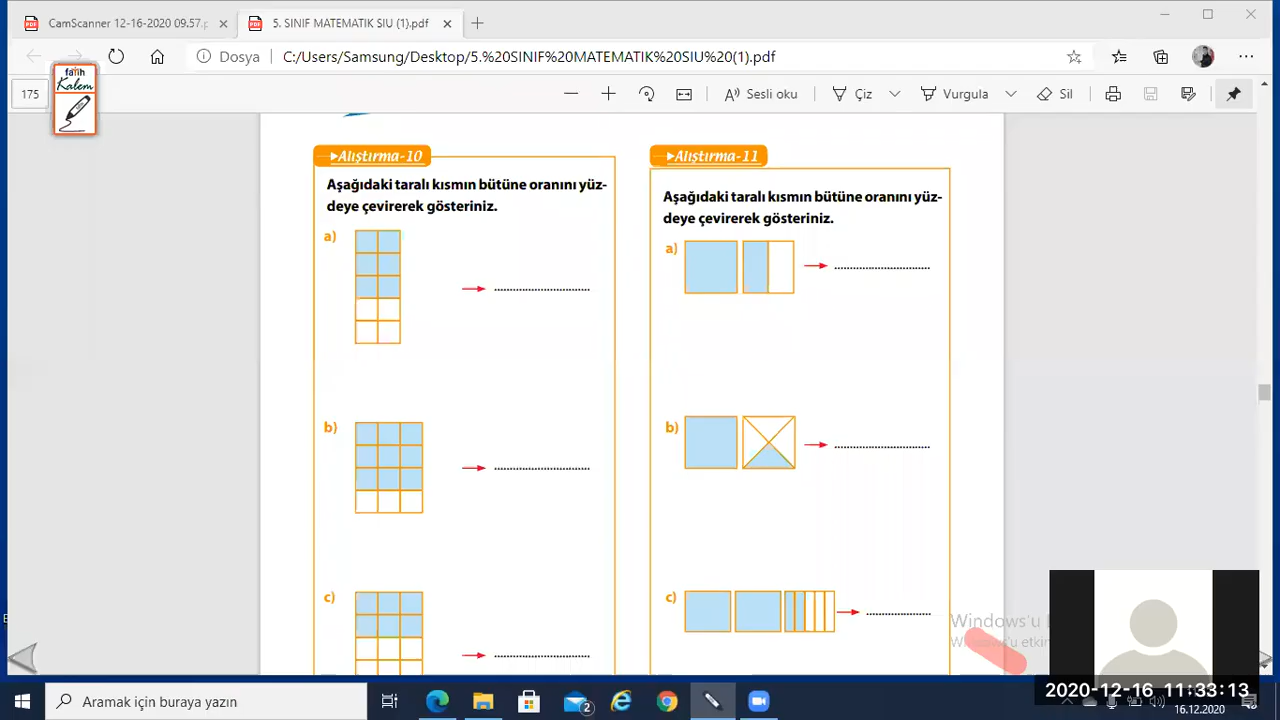 CamScanner 12-16-2020 09.57.p
5. SINIF MATEMATIK SIU (1).pdf
Dosya
C:/Users/Samsung/Desktop/5.%20SINIF%20MATEMATIK%20SIU%20(1).pdf
fatih
Kalem
175
Sesli oku
Çiz
Vurgula
Sil
Alıştırma-10
Aşağıdaki taralı kısmın bütüne oranını yüz-
deye çevirerek gösteriniz.
a)
b)
c)
Alıştırma-11
Aşağıdaki taralı kısmın bütüne oranını yüz-
deye çevirerek gösteriniz.
a)
b)
c)
Windows'u
Windows'u etkin
2020-12-16 11:33:13
Aramak için buraya yazın
2
16.12.2020